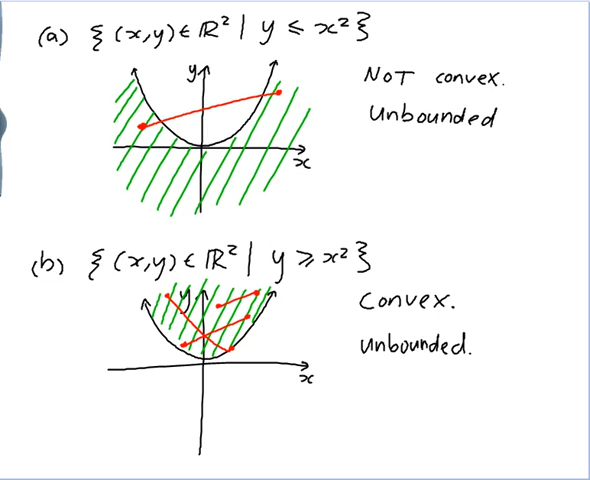 (a) {(x,y) ∈ ℝ² | y ≤ x²}
y
NOT convex.
Unbounded
x
(b) {(x,y) ∈ ℝ² | y ≥ x²}
y
Convex.
Unbounded.
x